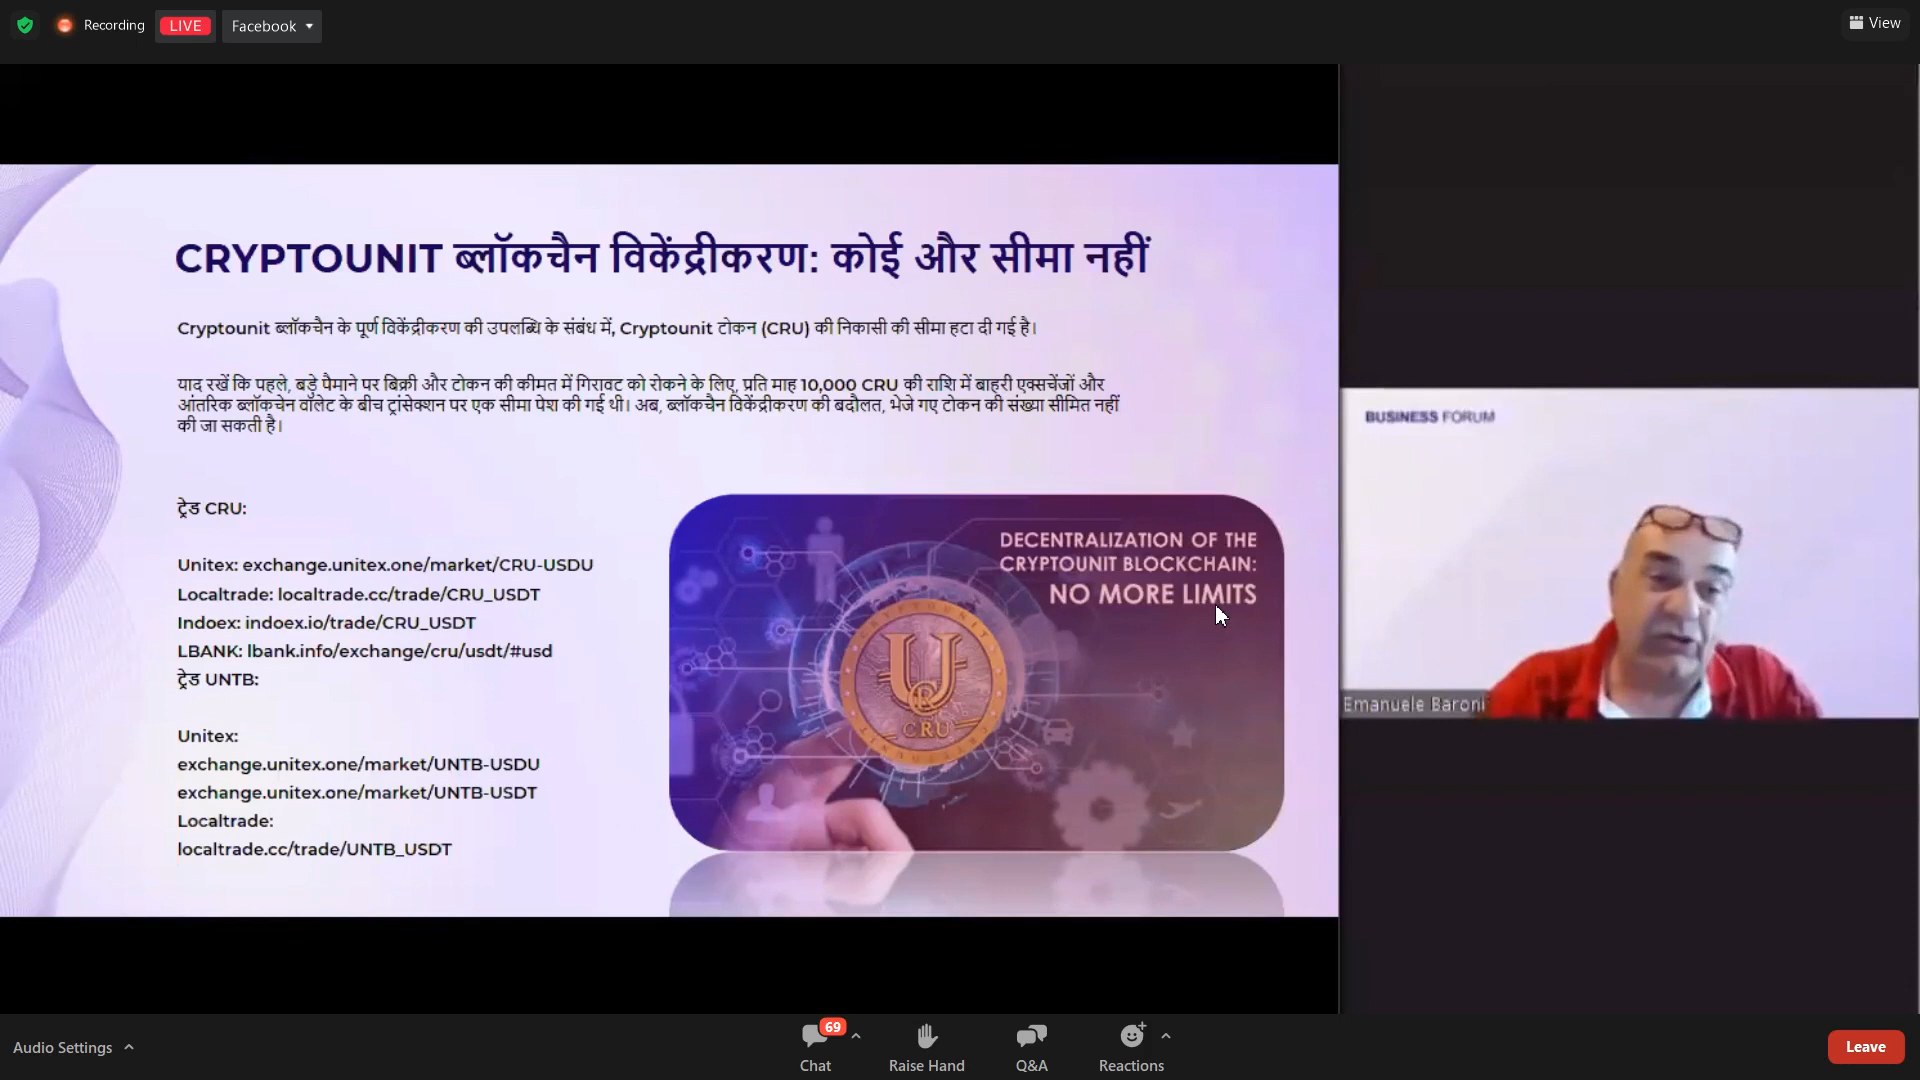 Recording LIVE Facebook
View
CRYPTOUNIT ब्लॉकचैन विकेंद्रीकरण: कोई और सीमा नहीं
Cryptounit ब्लॉकचैन के पूर्ण विकेंद्रीकरण की उपलब्धि के संबंध में, Cryptounit टोकन (CRU) की निकासी की सीमा हटा दी गई है।
याद रखें कि पहले, बड़े पैमाने पर बिक्री और टोकन की कीमत में गिरावट को रोकने के लिए, प्रति माह 10,000 CRU की राशि में बाहरी एक्सचेंजों और
आंतरिक ब्लॉकचेन वॉलेट के बीच ट्रांसेक्शन पर एक सीमा पेश की गई थी। अब, ब्लॉकचैन विकेंद्रीकरण की बदौलत, भेजे गए टोकन की संख्या सीमित नहीं
की जा सकती है।
ट्रेड CRU:
Unitex: exchange.unitex.one/market/CRU-USDU
Localtrade: localtrade.cc/trade/CRU_USDT
Indoex: indoex.io/trade/CRU_USDT
LBANK: lbank.info/exchange/cru/usdt/#usd
ट्रेड UNTB:
Unitex:
exchange.unitex.one/market/UNTB-USDU
exchange.unitex.one/market/UNTB-USDT
Localtrade:
localtrade.cc/trade/UNTB_USDT
DECENTRALIZATION OF THE
CRYPTOUNIT BLOCKCHAIN:
NO MORE LIMITS
CRYPTOUNIT
CRU
BUSINESS FORUM
Emanuele Baroni
Audio Settings
69
Chat
Raise Hand
Q&A
Reactions
Leave